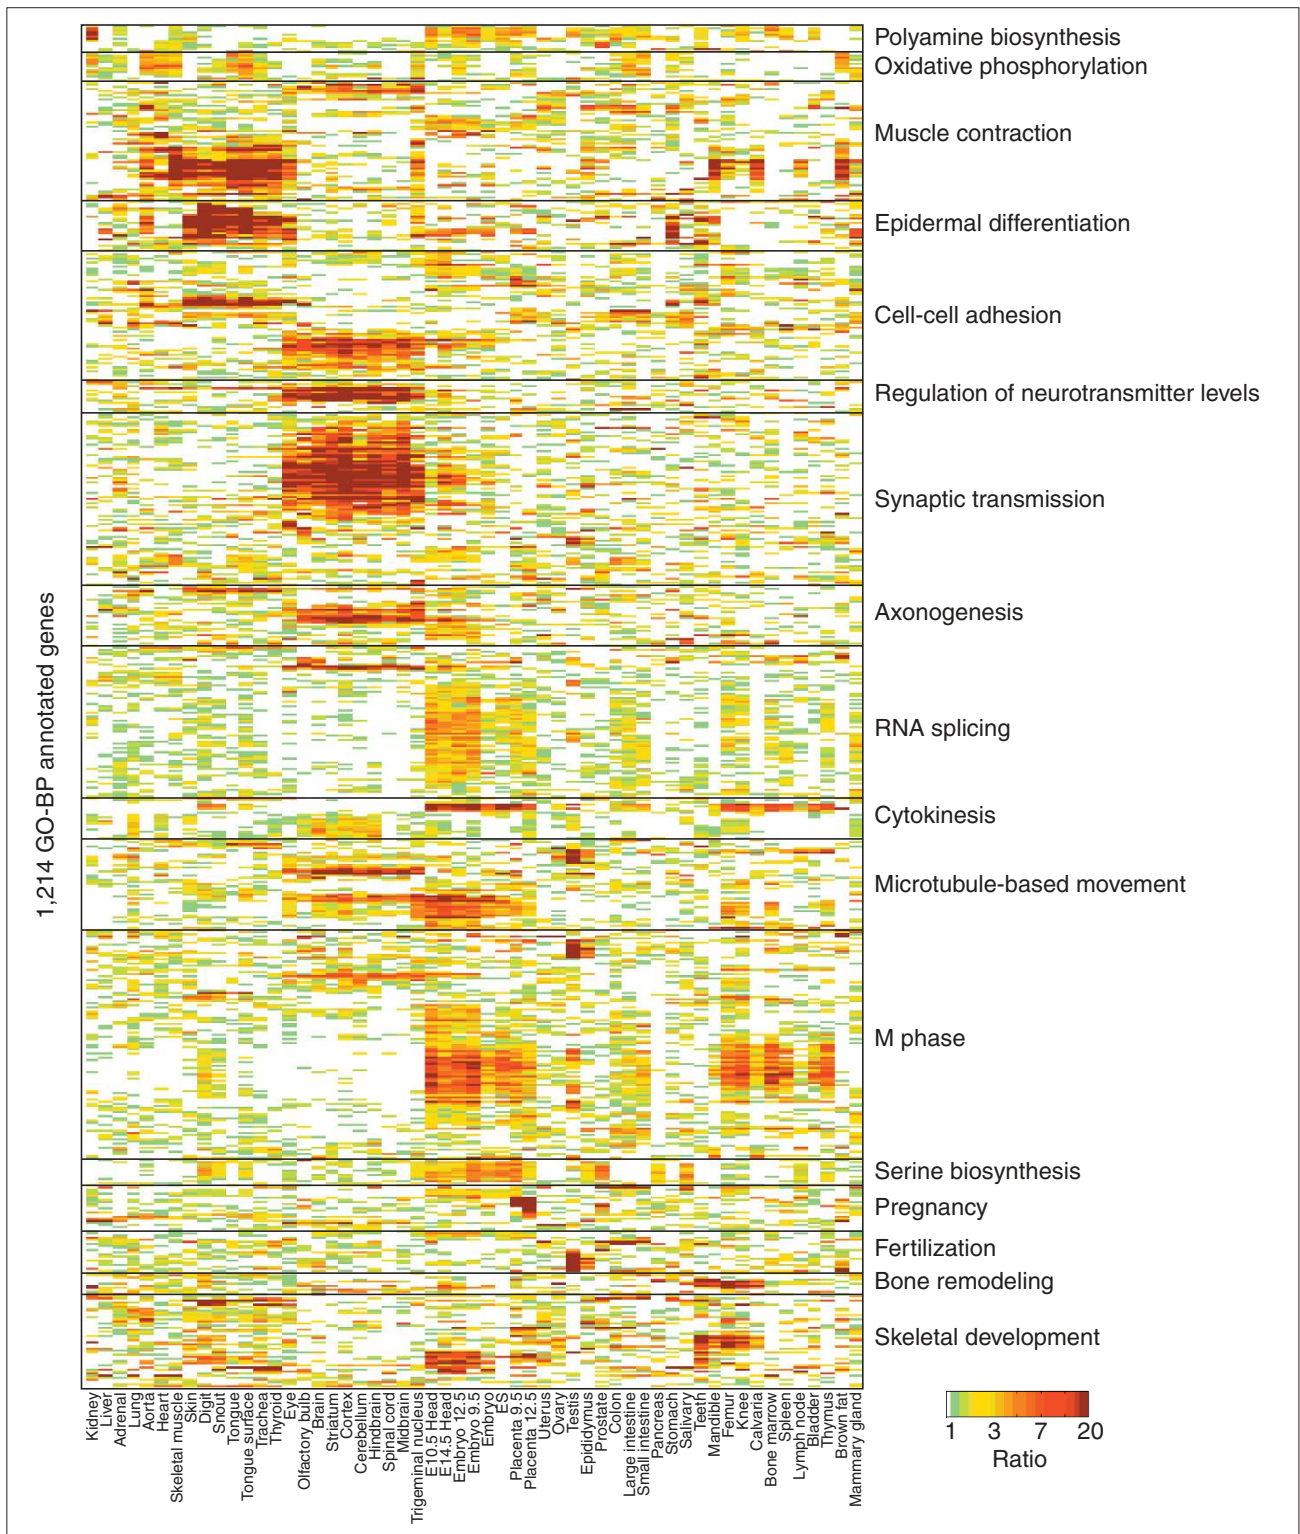 Polyamine biosynthesis
Oxidative phosphorylation
Muscle contraction
Epidermal differentiation
Cell-cell adhesion
Regulation of neurotransmitter levels
Synaptic transmission
Axonogenesis
RNA splicing
Cytokinesis
Microtubule-based movement
M phase
Serine biosynthesis
Pregnancy
Fertilization
Bone remodeling
Skeletal development
1,214 GO-BP annotated genes
Kidney
Liver
Adrenal
Lung
Aorta
Heart
Skeletal muscle
Skin
Digit
Snout
Tongue
Tongue surface
Trachea
Thyroid
Eye
Olfactory bulb
Brain
Striatum
Cortex
Cerebellum
Hindbrain
Spinal cord
Midbrain
Trigeminal nucleus
E10.5 Head
E14.5 Head
Embryo 12.5
Embryo 9.5
Embryo
ES
Placenta 9.5
Placenta 12.5
Uterus
Ovary
Testis
Epididymus
Prostate
Colon
Large intestine
Small intestine
Pancreas
Stomach
Salivary
Teeth
Mandible
Femur
Knee
Calvaria
Bone marrow
Spleen
Lymph node
Bladder
Thymus
Brown fat
Mammary gland
1 3 7 20
Ratio